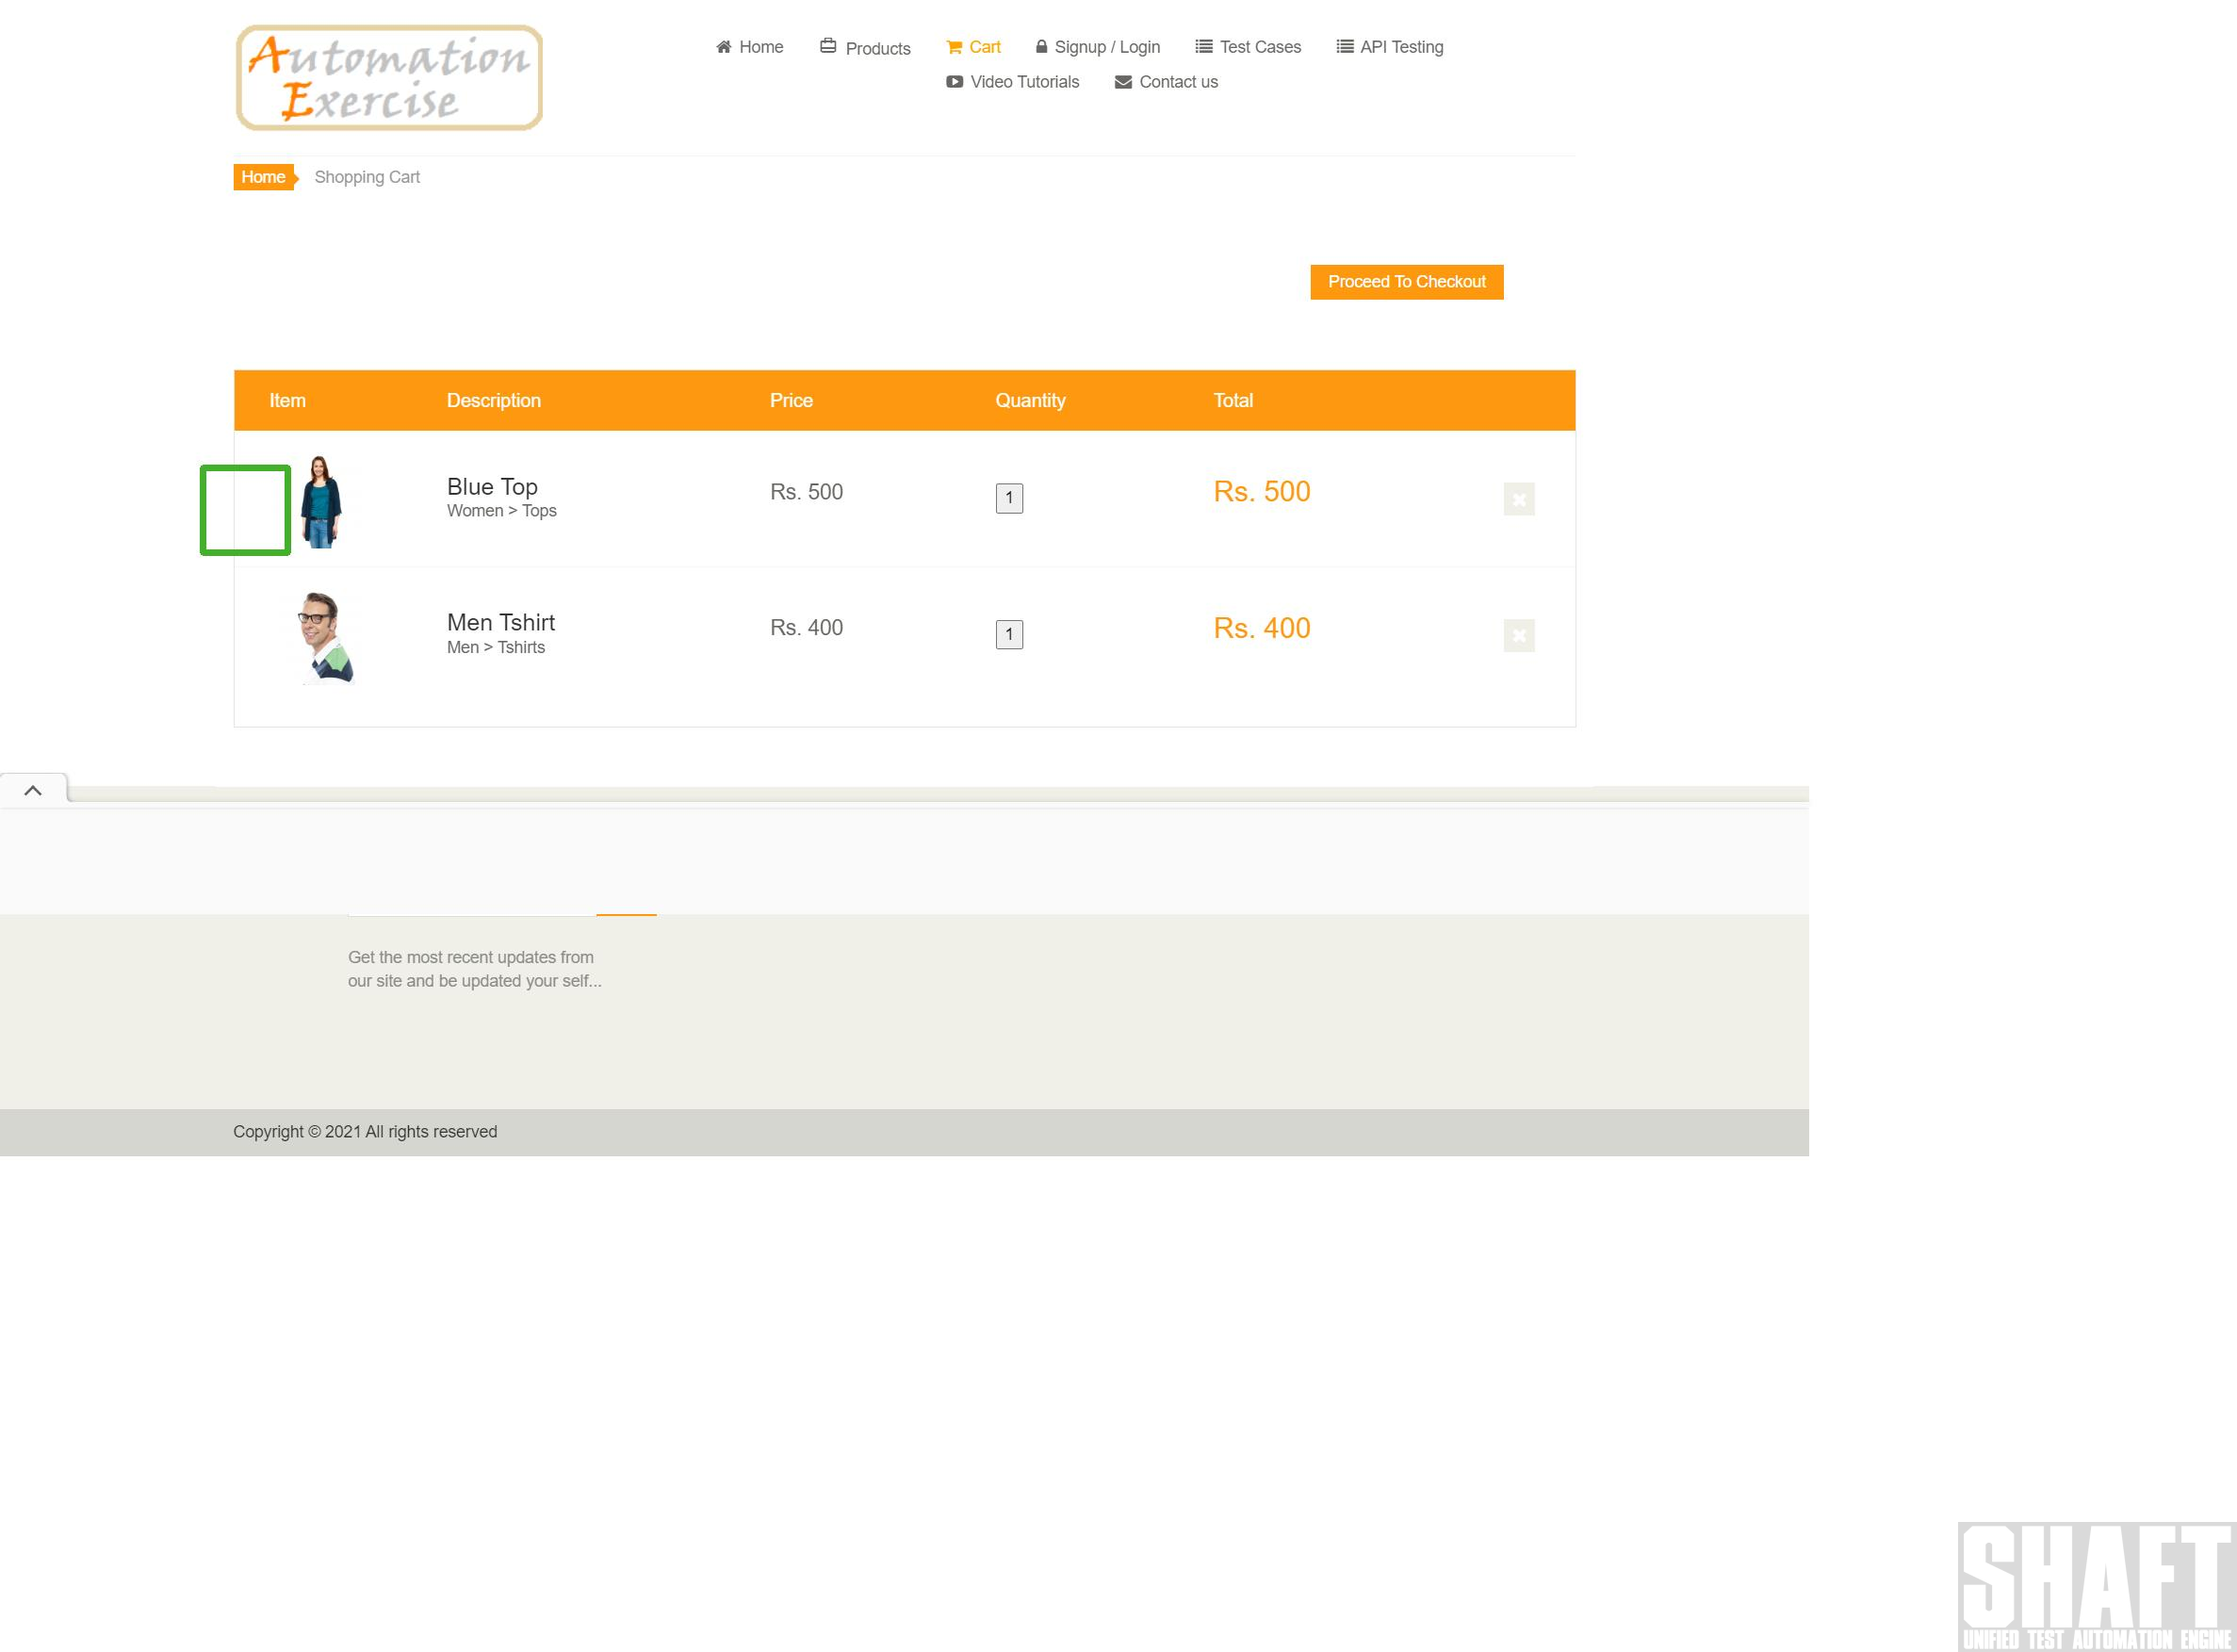 Automation
Exercise
Home Products Cart Signup / Login Test Cases API Testing
Video Tutorials Contact us
Home Shopping Cart
Proceed To Checkout
Item Description Price Quantity Total
Blue Top Rs. 500 1 Rs. 500
Women > Tops
Men Tshirt Rs. 400 1 Rs. 400
Men > Tshirts
Get the most recent updates from
our site and be updated your self...
Copyright © 2021 All rights reserved
SHAFT
UNIFIED TEST AUTOMATION ENGINE